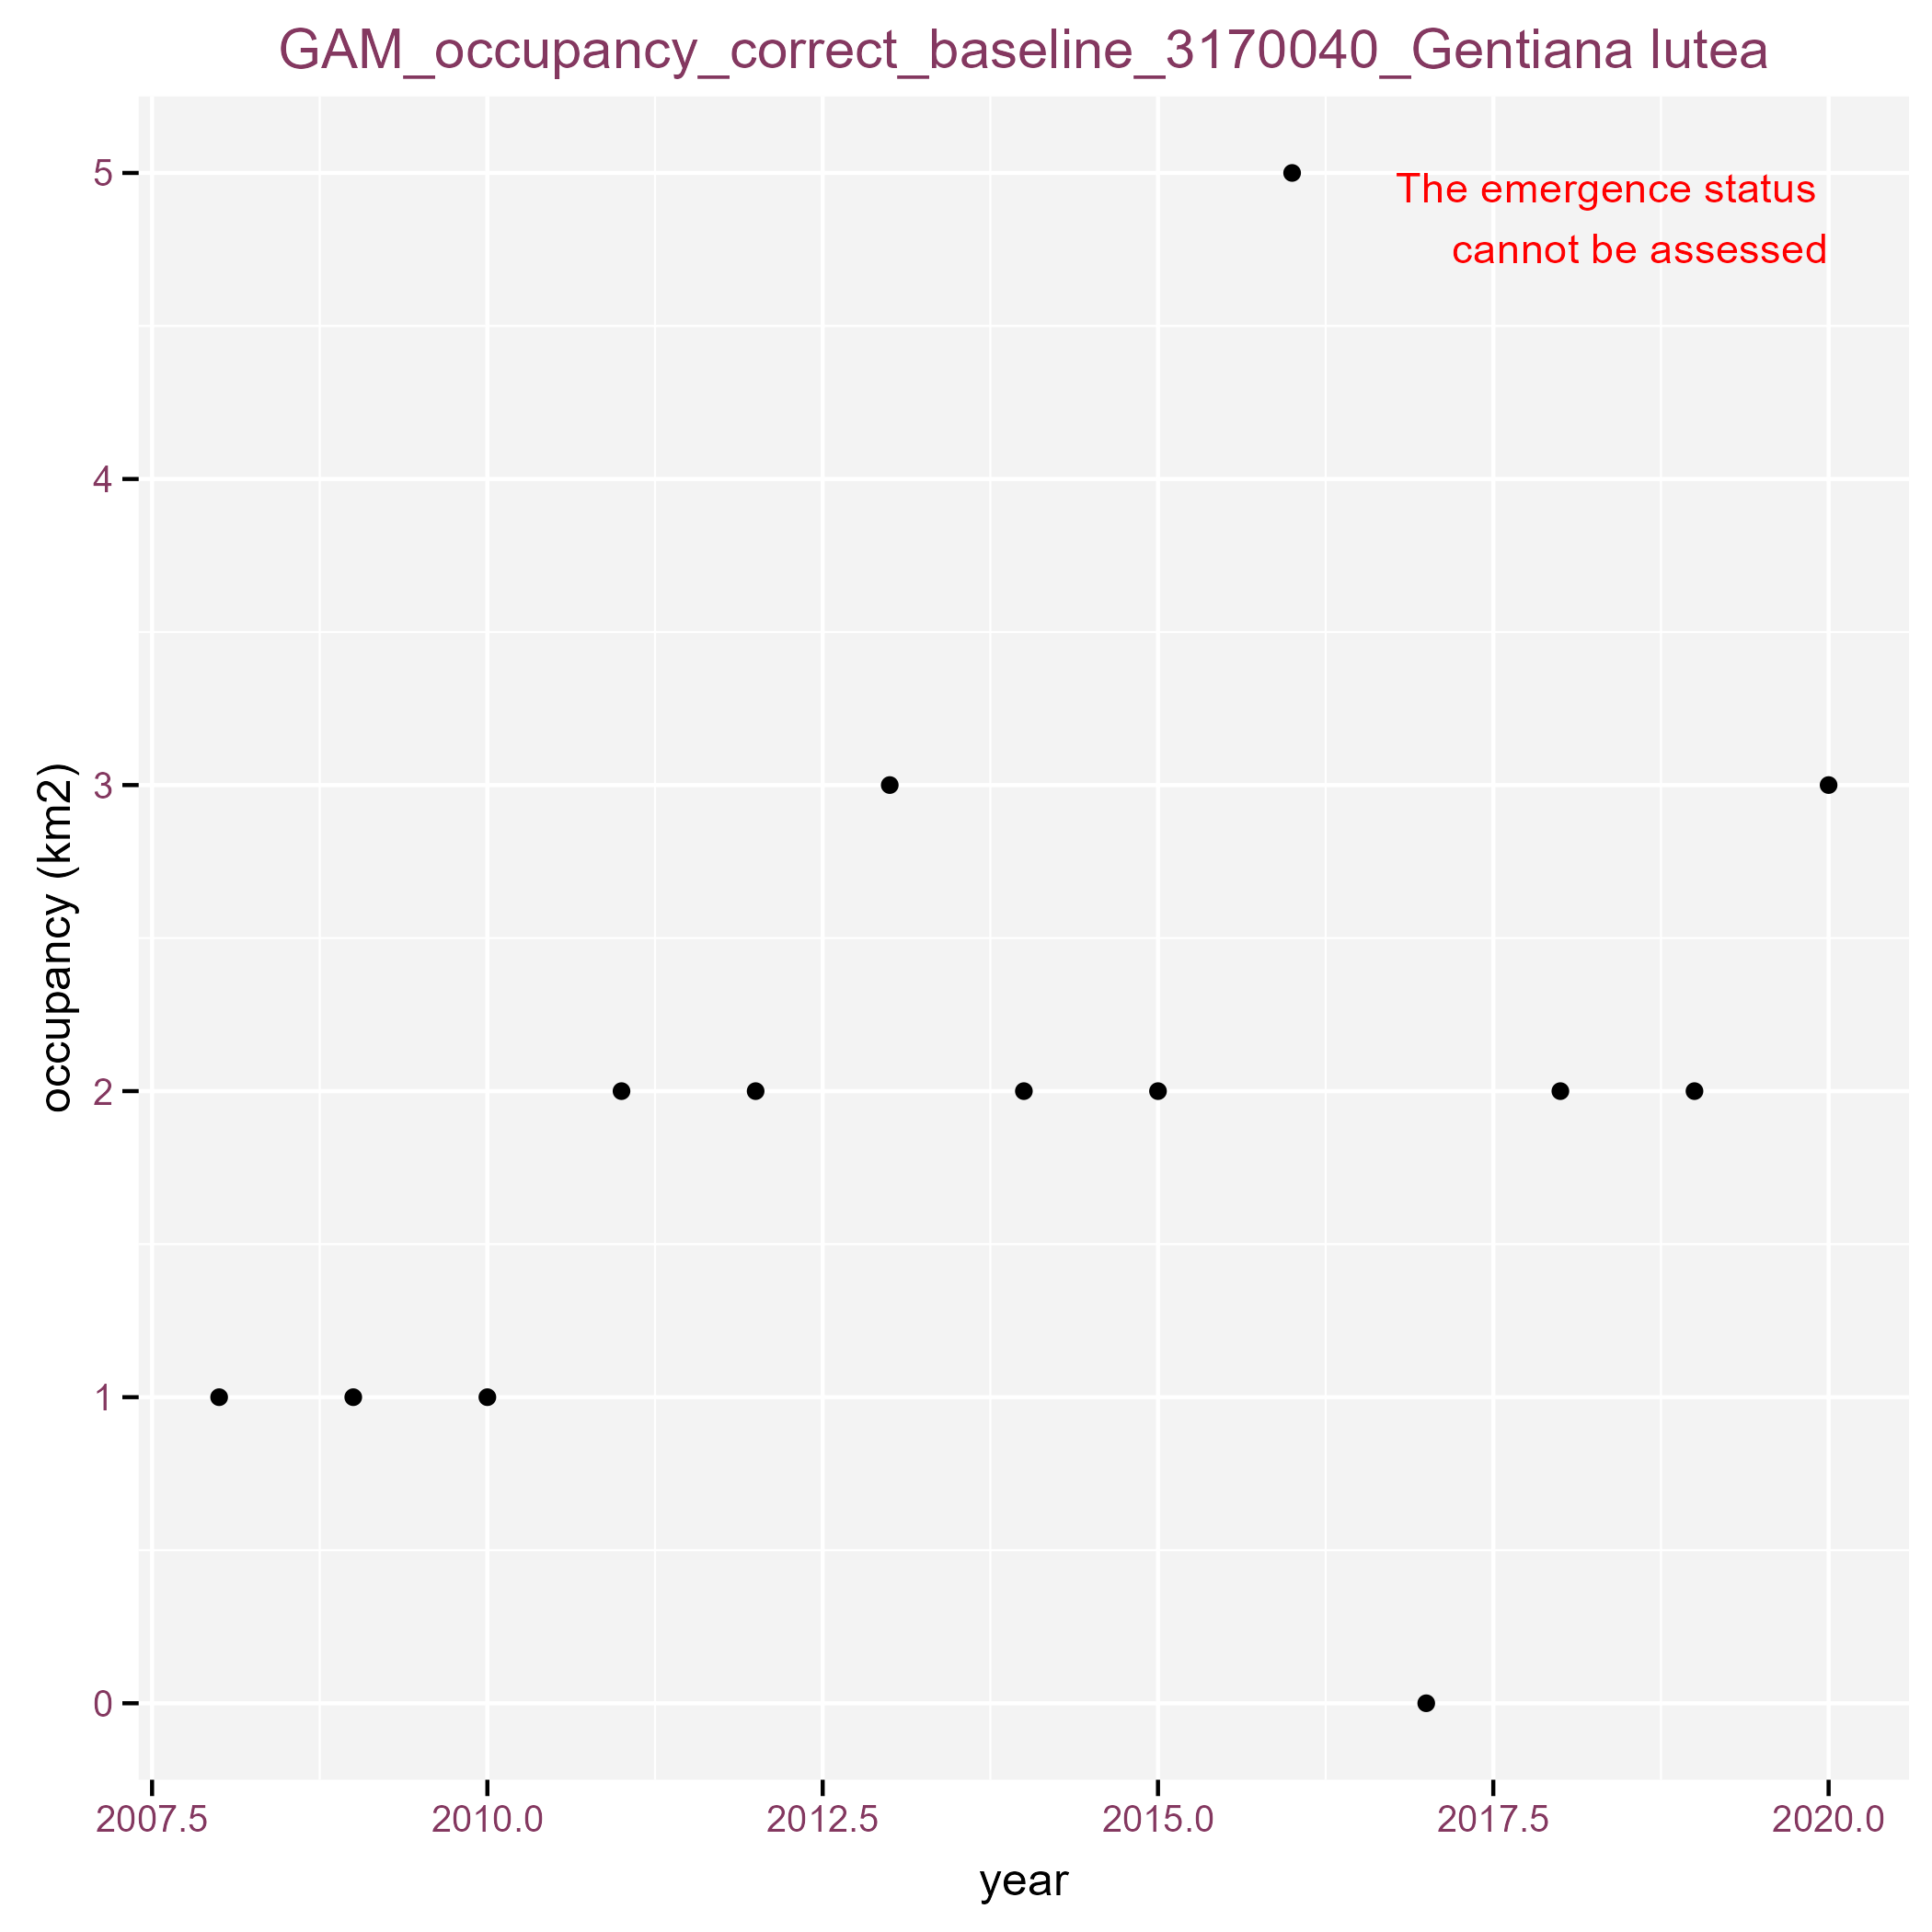 GAM_occupancy_correct_baseline_3170040_Gentiana lutea
The emergence status
cannot be assessed
occupancy (km2)
5
4
3
2
1
0
2007.5 2010.0 2012.5 2015.0 2017.5 2020.0
year